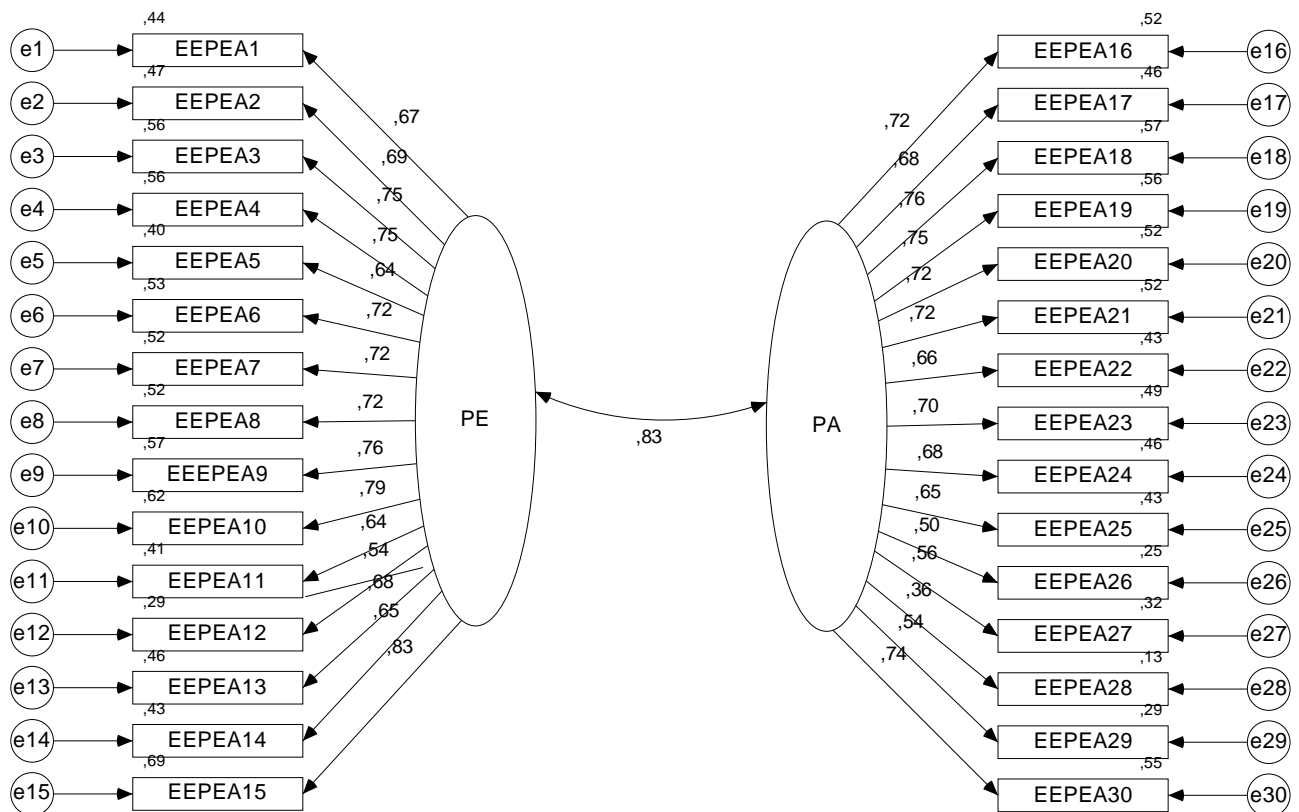 ,44
e1 EEPEA1
,47
e2 EEPEA2
,56
e3 EEPEA3
,56
e4 EEPEA4
,40
e5 EEPEA5
,53
e6 EEPEA6
,52
e7 EEPEA7
,52
e8 EEPEA8
,57
e9 EEEPEA9
,62
e10 EEPEA10
,41
e11 EEPEA11
,29
e12 EEPEA12
,46
e13 EEPEA13
,43
e14 EEPEA14
,69
e15 EEPEA15
,67
,69
,75
,75
,64
,72
,72
,72
,76
,79
,64
,54
,68
,65
,83
PE
,83
PA
,72
,68
,76
,75
,72
,72
,66
,70
,68
,65
,50
,56
,36
,54
,74
,52
EEPEA16 e16
,46
EEPEA17 e17
,57
EEPEA18 e18
,56
EEPEA19 e19
,52
EEPEA20 e20
,52
EEPEA21 e21
,43
EEPEA22 e22
,49
EEPEA23 e23
,46
EEPEA24 e24
,43
EEPEA25 e25
,25
EEPEA26 e26
,32
EEPEA27 e27
,13
EEPEA28 e28
,29
EEPEA29 e29
,55
EEPEA30 e30